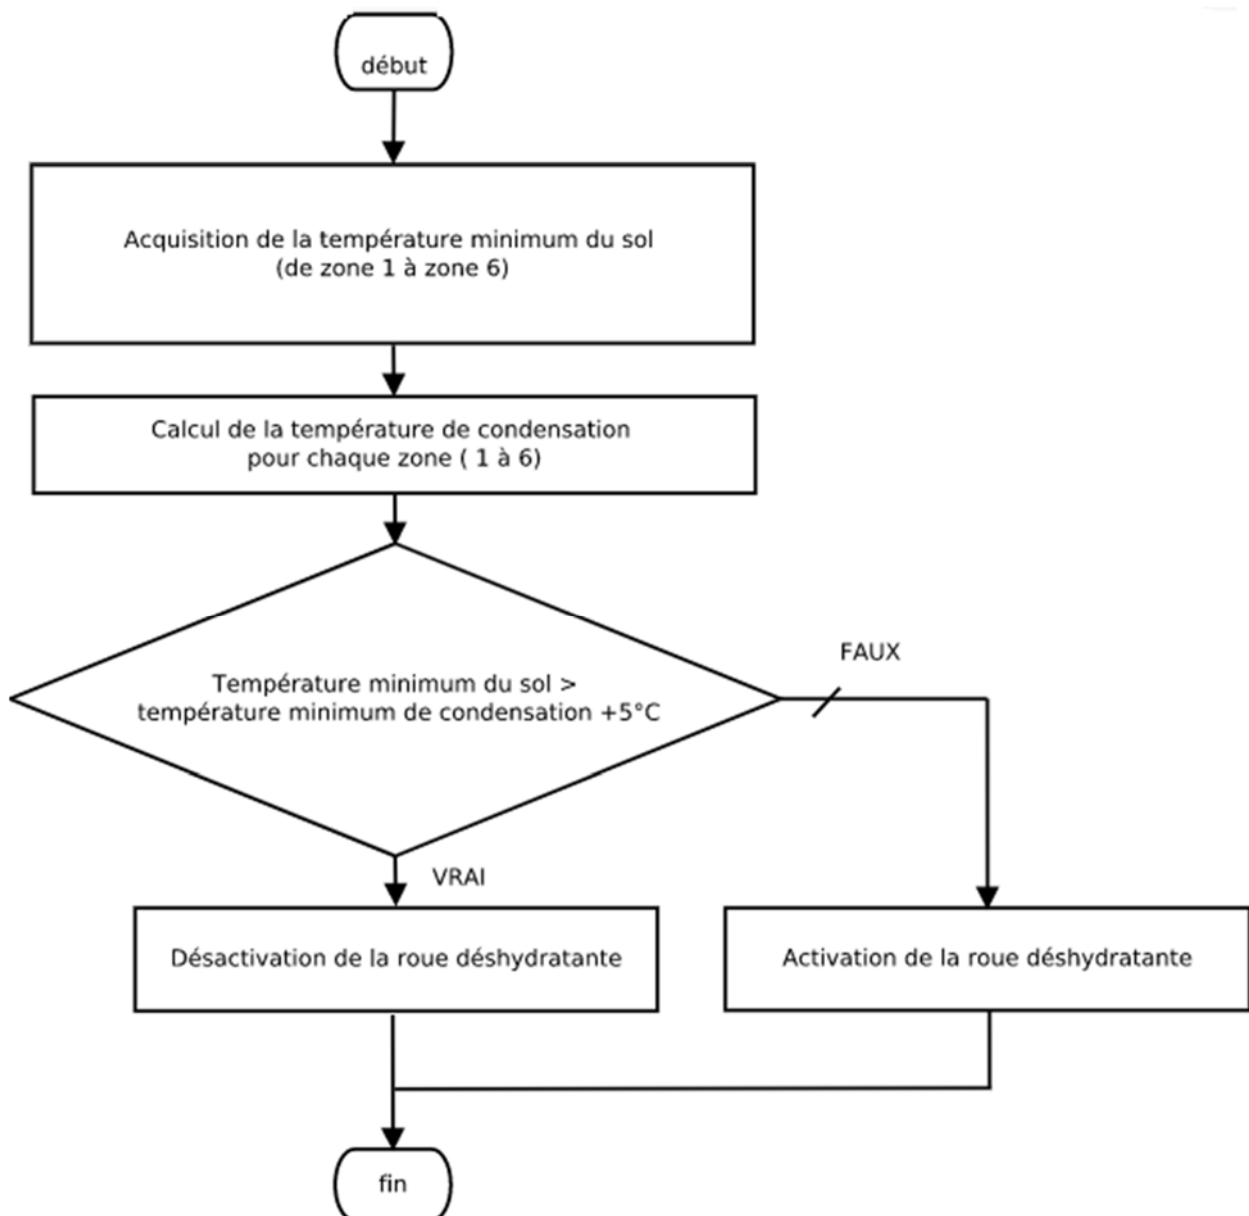 début
Acquisition de la température minimum du sol
(de zone 1 à zone 6)
Calcul de la température de condensation
pour chaque zone ( 1 à 6)
Température minimum du sol >
température minimum de condensation +5°C
FAUX
VRAI
Désactivation de la roue déshydratante
Activation de la roue déshydratante
fin